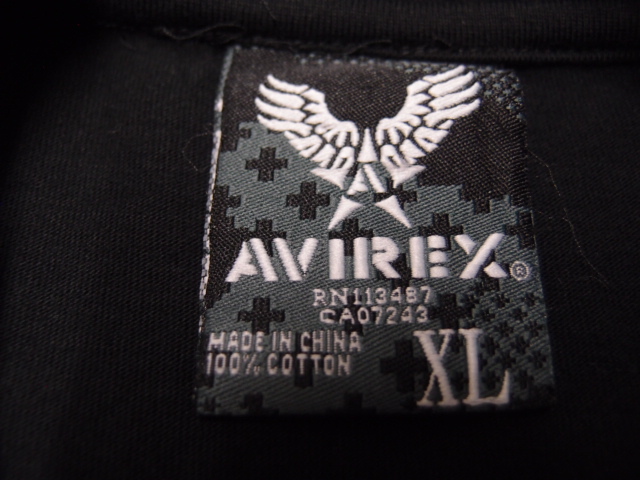 AVIREX®
RN113487
CA07243
MADE IN CHINA
100% COTTON
XL